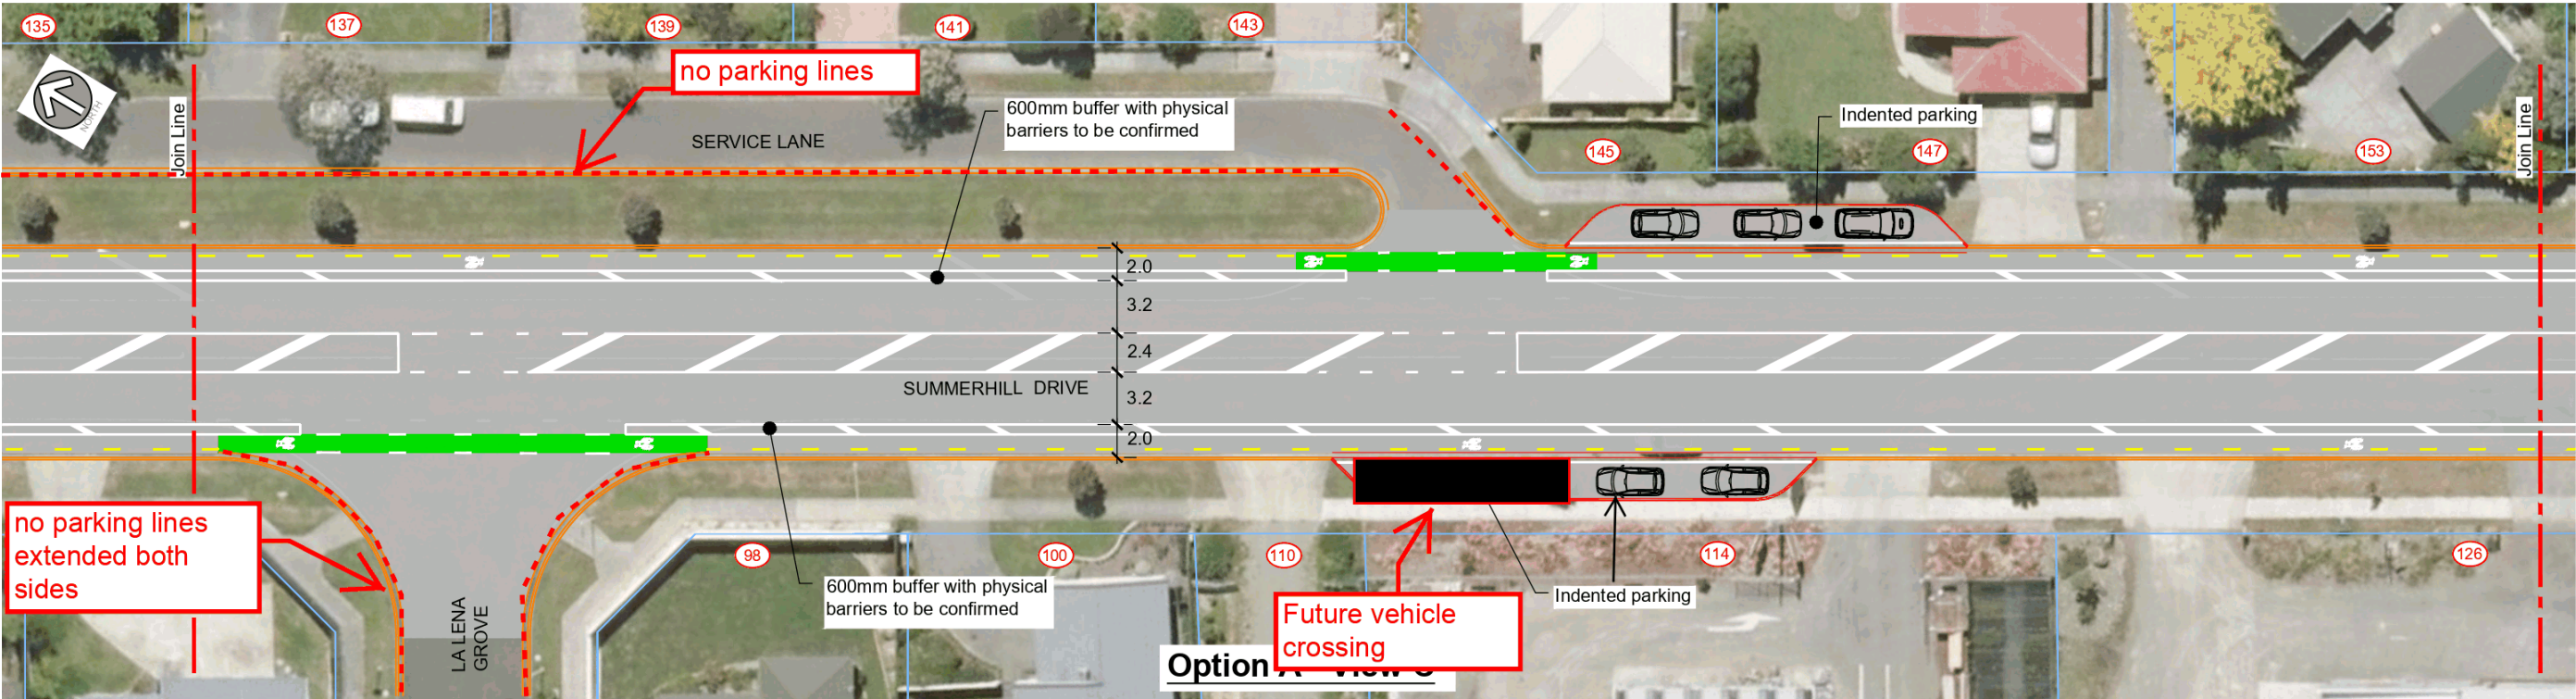 135
137
139
141
143
no parking lines
NORTH
Join Line
600mm buffer with physical
barriers to be confirmed
SERVICE LANE
Indented parking
145
147
153
Join Line
2.0
3.2
2.4
SUMMERHILL DRIVE
3.2
2.0
no parking lines
extended both
sides
LA LENA
GROVE
98
100
110
114
126
600mm buffer with physical
barriers to be confirmed
Indented parking
Future vehicle
crossing
Option